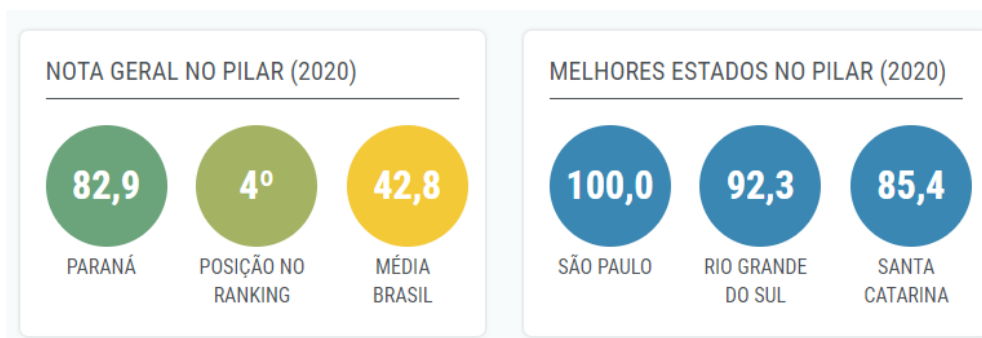 NOTA GERAL NO PILAR (2020)
82,9
4º
42,8
PARANÁ
POSIÇÃO NO
RANKING
MÉDIA
BRASIL
MELHORES ESTADOS NO PILAR (2020)
100,0
92,3
85,4
SÃO PAULO
RIO GRANDE
DO SUL
SANTA
CATARINA